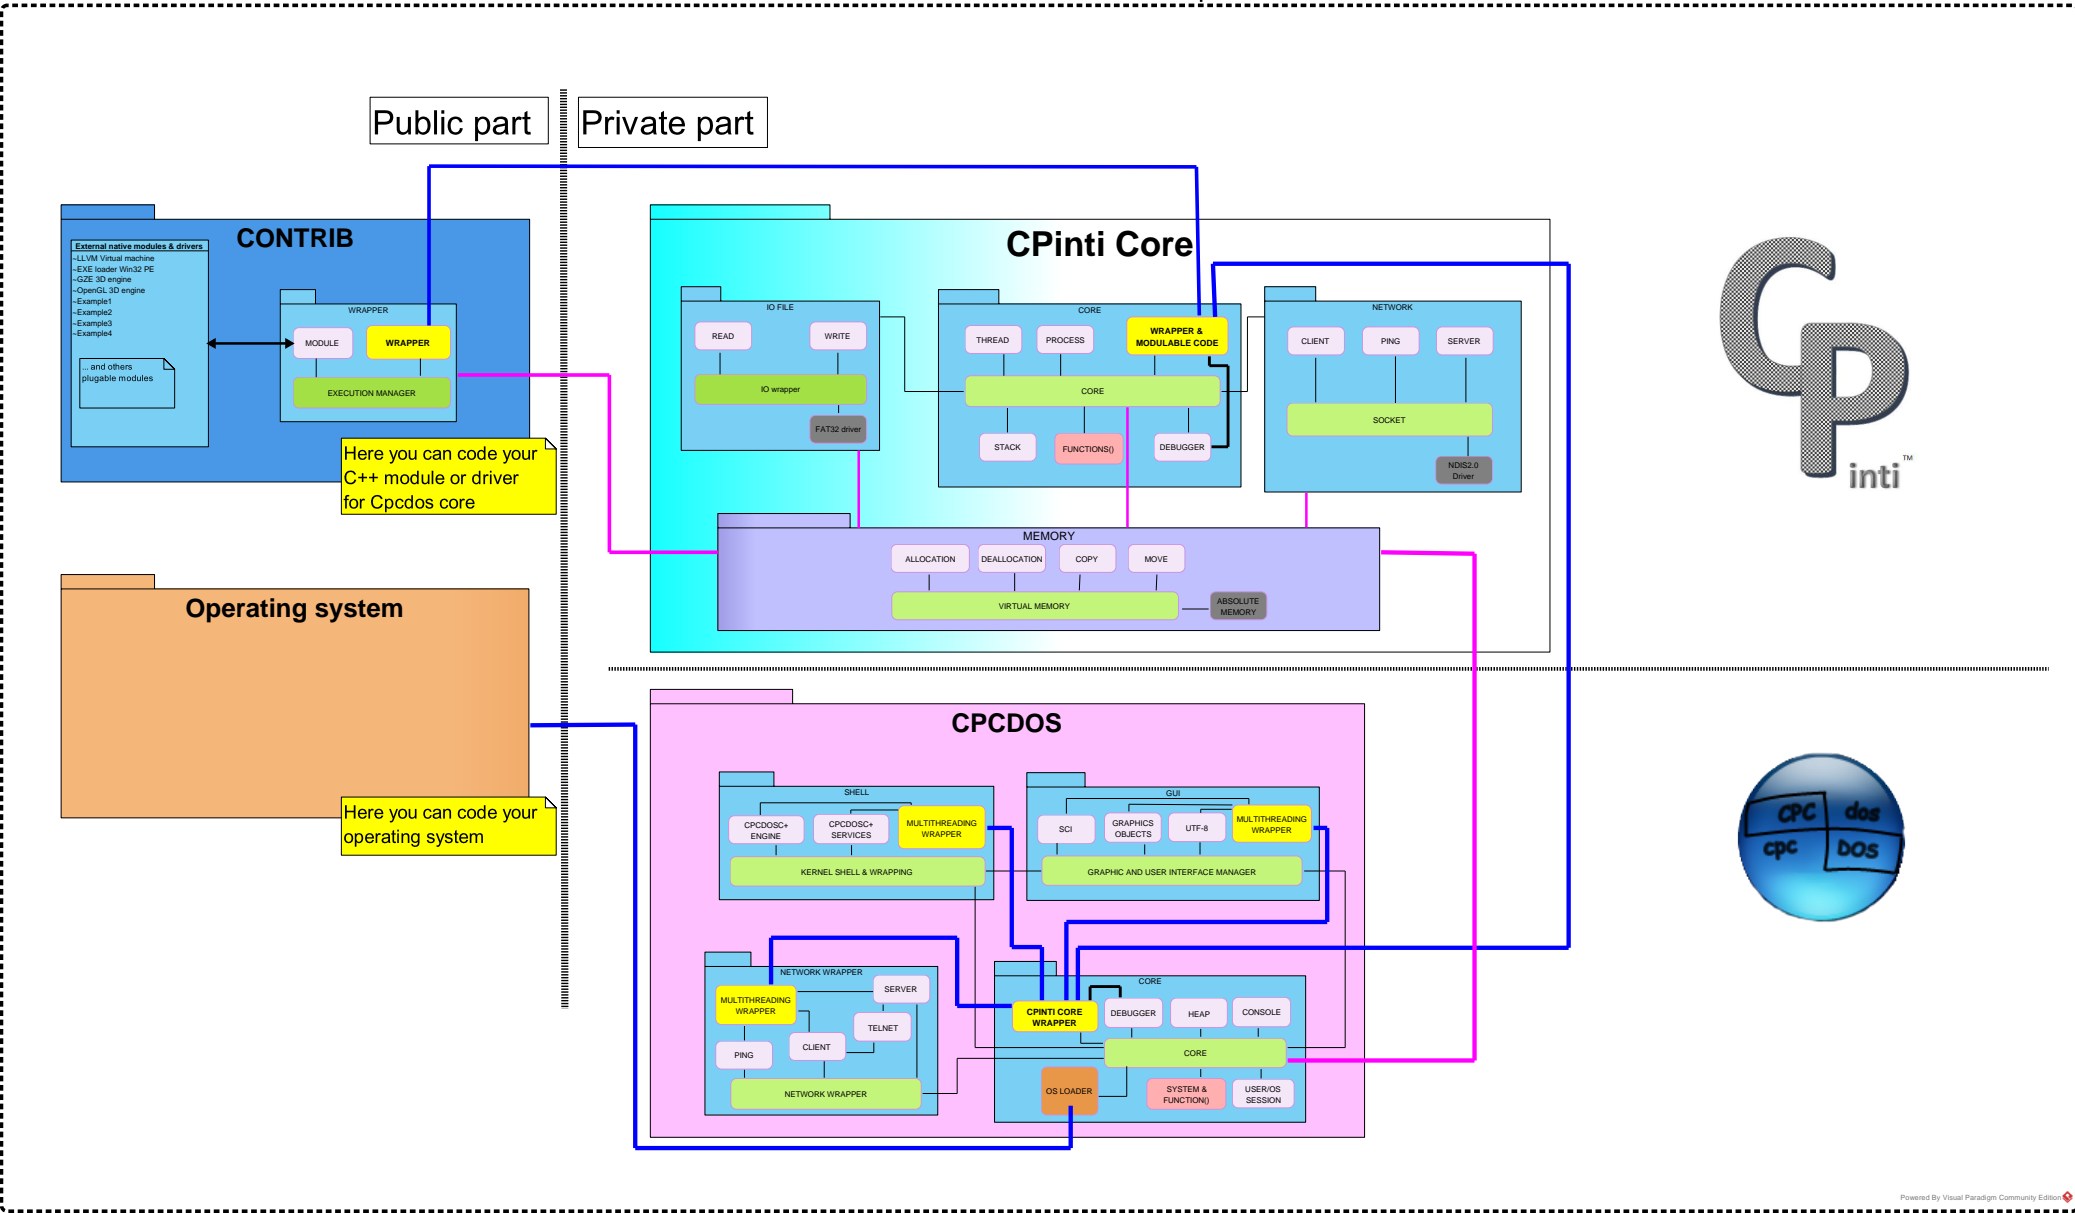 Public part
Private part
CONTRIB
External native modules & drivers
~LLVM Virtual machine
~EXE loader Win32 PE
~GZE 3D engine
~OpenGL 3D engine
~Example1
~Example2
~Example3
~Example4
... and others
plugable modules
WRAPPER
MODULE
WRAPPER
EXECUTION MANAGER
Here you can code your
C++ module or driver
for Cpcdos core
Operating system
Here you can code your
operating system
CPinti Core
IO FILE
READ
WRITE
IO wrapper
FAT32 driver
CORE
THREAD
PROCESS
WRAPPER &
MODULABLE CODE
CORE
STACK
FUNCTIONS()
DEBUGGER
NETWORK
CLIENT
PING
SERVER
SOCKET
NDIS2.0
Driver
MEMORY
ALLOCATION
DEALLOCATION
COPY
MOVE
VIRTUAL MEMORY
ABSOLUTE
MEMORY
CPCDOS
SHELL
CPCDOSC+
ENGINE
CPCDOSC+
SERVICES
MULTITHREADING
WRAPPER
KERNEL SHELL & WRAPPING
GUI
SCI
GRAPHICS
OBJECTS
UTF-8
MULTITHREADING
WRAPPER
GRAPHIC AND USER INTERFACE MANAGER
NETWORK WRAPPER
MULTITHREADING
WRAPPER
SERVER
TELNET
PING
CLIENT
NETWORK WRAPPER
CORE
CPINTI CORE
WRAPPER
DEBUGGER
HEAP
CONSOLE
CORE
OS LOADER
SYSTEM &
FUNCTION()
USER/OS
SESSION
CP
inti
™
CPC dos
cpc DOS
Powered By Visual Paradigm Community Edition